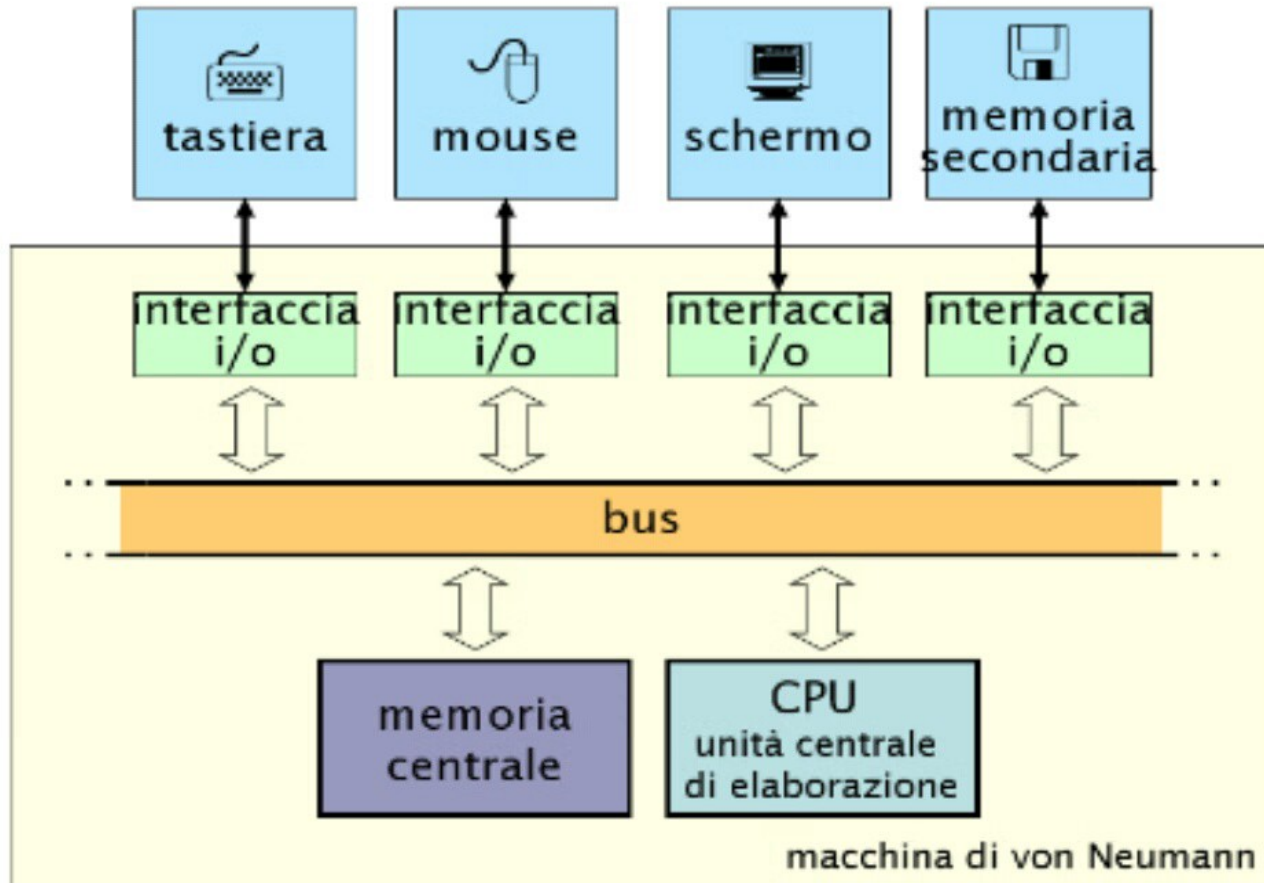 tastiera
mouse
schermo
memoria
secondaria
interfaccia
i/o
interfaccia
i/o
interfaccia
i/o
interfaccia
i/o
bus
memoria
centrale
CPU
unità centrale
di elaborazione
macchina di von Neumann